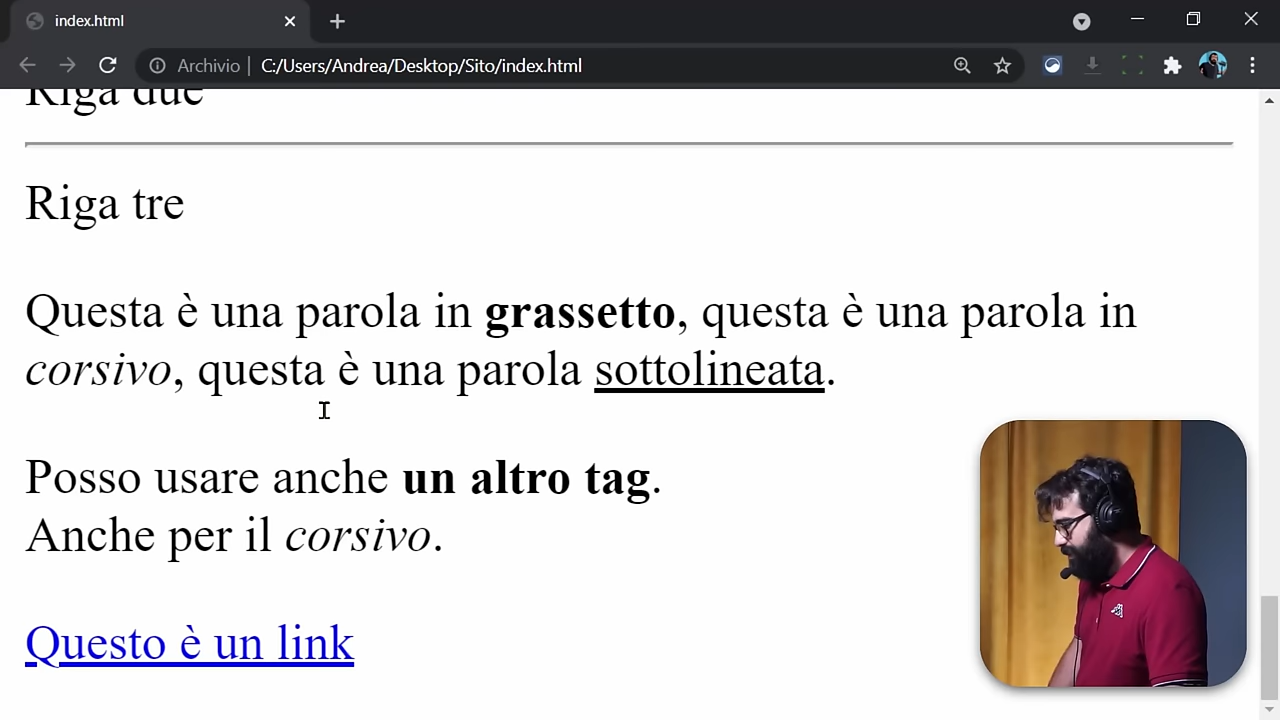 index.html
Archivio
C:/Users/Andrea/Desktop/Sito/index.html
Riga due
Riga tre
Questa è una parola in grassetto, questa è una parola in
corsivo, questa è una parola sottolineata.
Posso usare anche un altro tag.
Anche per il corsivo.
Questo è un link